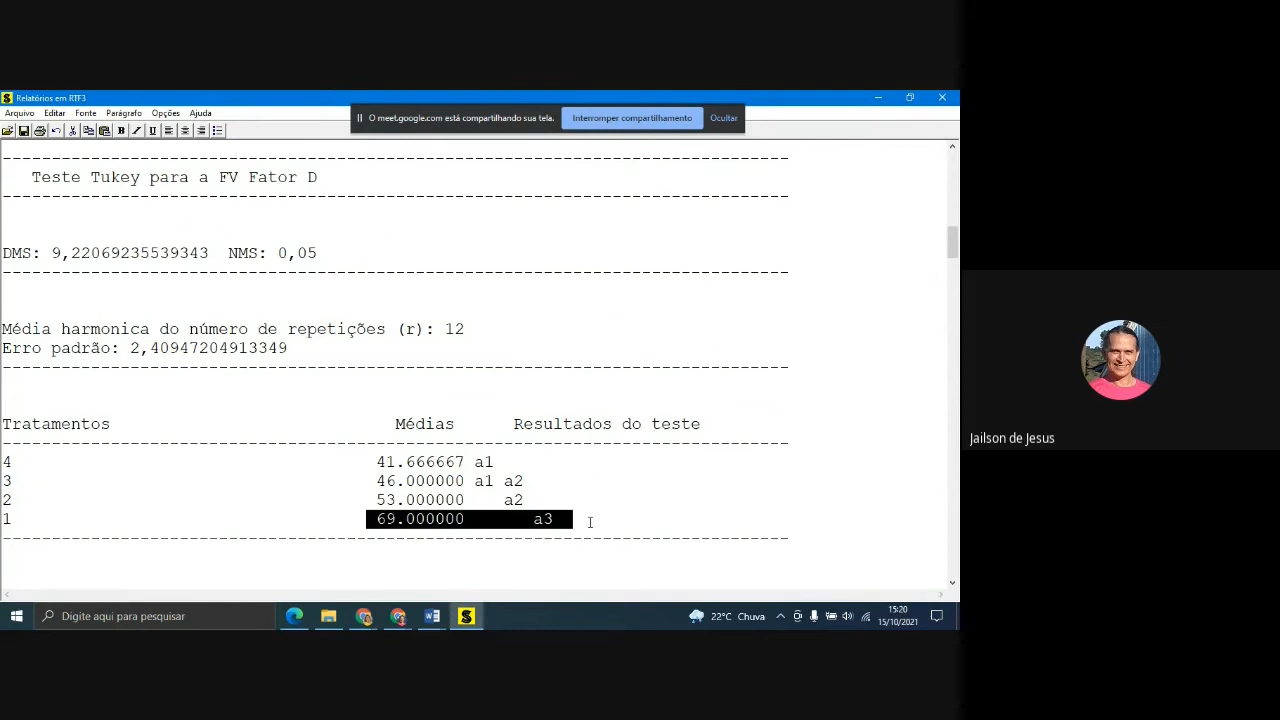 Relatórios em RTF3
Arquivo Editar Fonte Parágrafo Opções Ajuda
O meet.google.com está compartilhando sua tela. Interromper compartilhamento Ocultar
Teste Tukey para a FV Fator D
DMS: 9,22069235539343 NMS: 0,05
Média harmonica do número de repetições (r): 12
Erro padrão: 2,40947204913349
Tratamentos Médias Resultados do teste
4 41.666667 a1
3 46.000000 a1 a2
2 53.000000 a2
1 69.000000 a3
Jailson de Jesus
Digite aqui para pesquisar
22°C Chuva
15:20
15/10/2021